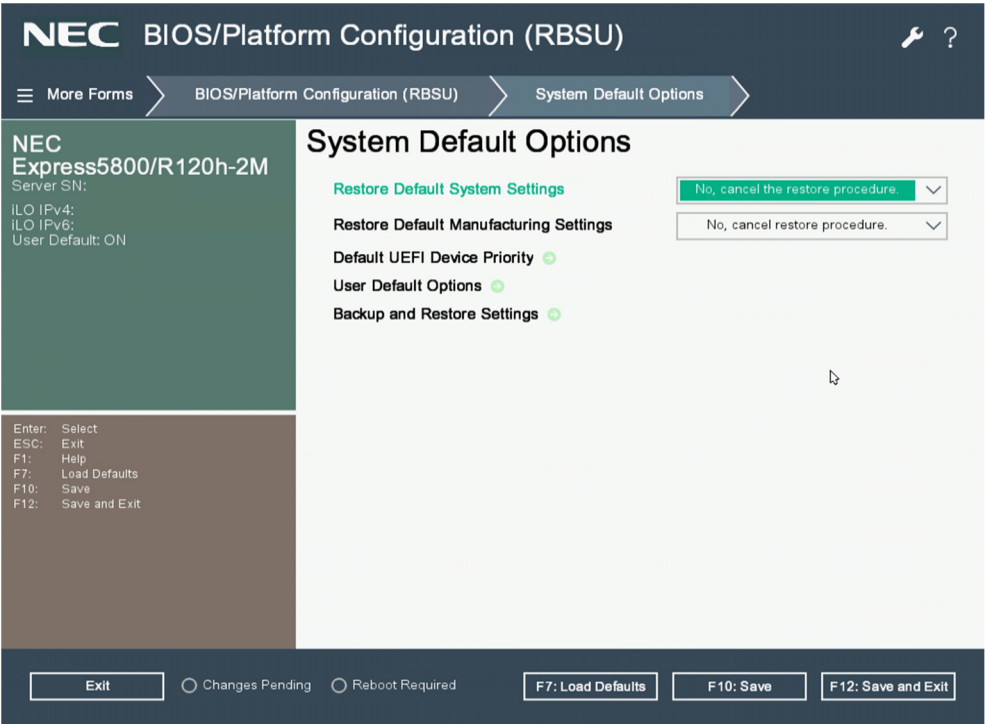 NEC BIOS/Platform Configuration (RBSU) ?
More Forms BIOS/Platform Configuration (RBSU) System Default Options
NEC
Express5800/R120h-2M
Server SN:
iLO IPv4:
iLO IPv6:
User Default: ON
System Default Options
Restore Default System Settings No, cancel the restore procedure.
Restore Default Manufacturing Settings No, cancel restore procedure.
Default UEFI Device Priority
User Default Options
Backup and Restore Settings
Enter: Select
ESC: Exit
F1: Help
F7: Load Defaults
F10: Save
F12: Save and Exit
Exit Changes Pending Reboot Required F7: Load Defaults F10: Save F12: Save and Exit